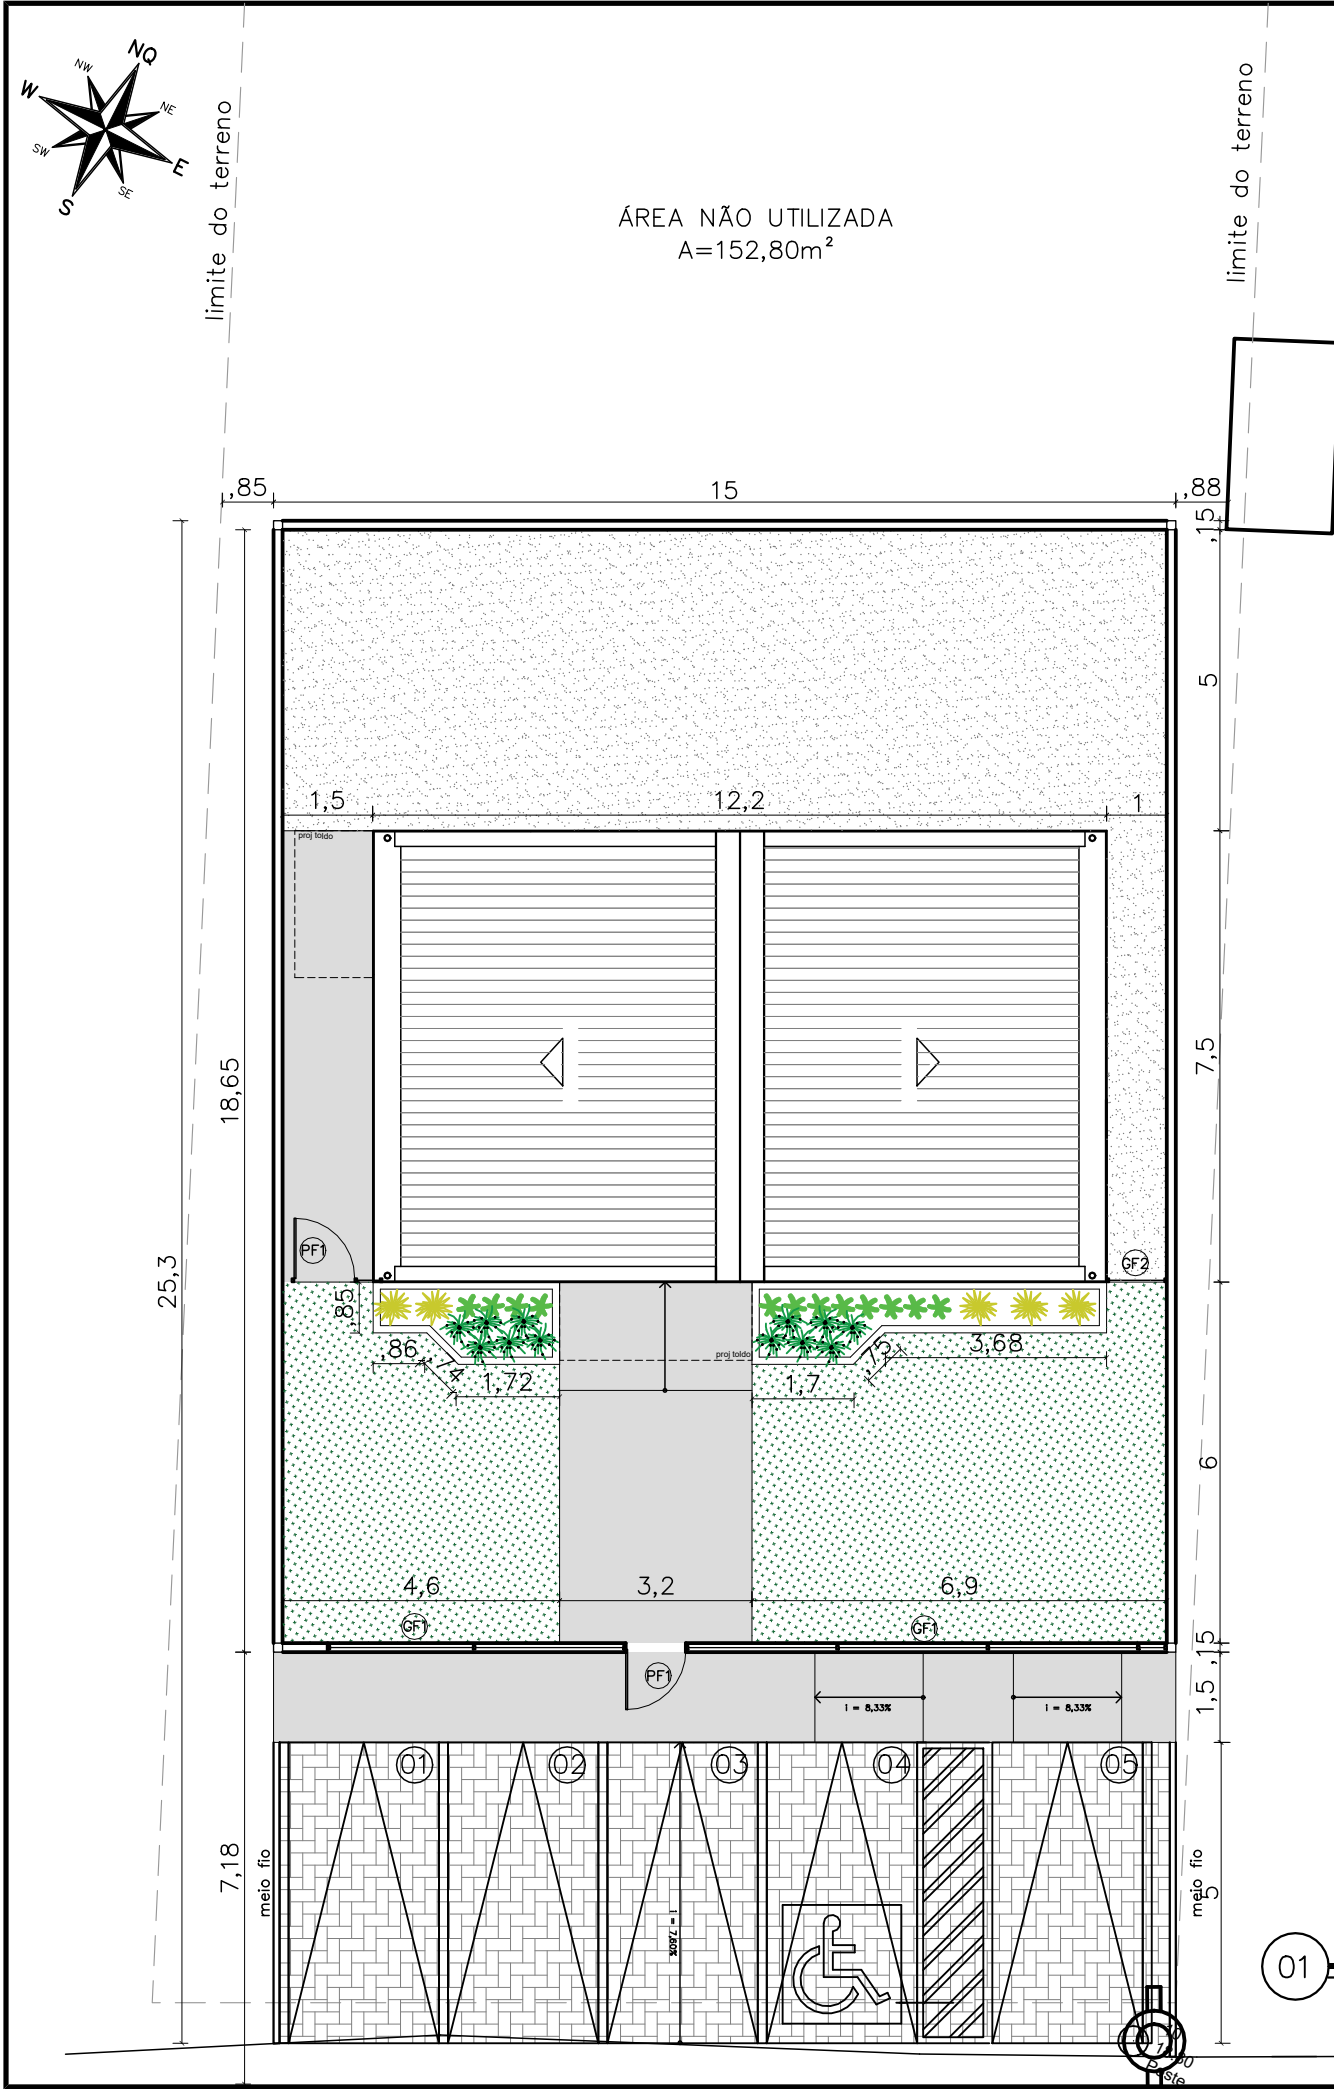 NQ
NW
W
NE
SW
E
SE
S
limite do terreno
limite do terreno
ÁREA NÃO UTILIZADA
A=152,80m²
,85
15
,88
,15
5
1,5
12,2
1
proj toldo
18,65
7,5
25,3
PF1
GF2
,85
proj toldo
,86
,74
1,72
1,7
,75
3,68
6
4,6
3,2
6,9
GF1
GF1
,15
PF1
1,5
i = 8,33%
i = 8,33%
01
02
03
04
05
7,18
meio fio
i = 7,60%
meio fio
5
01
Poste